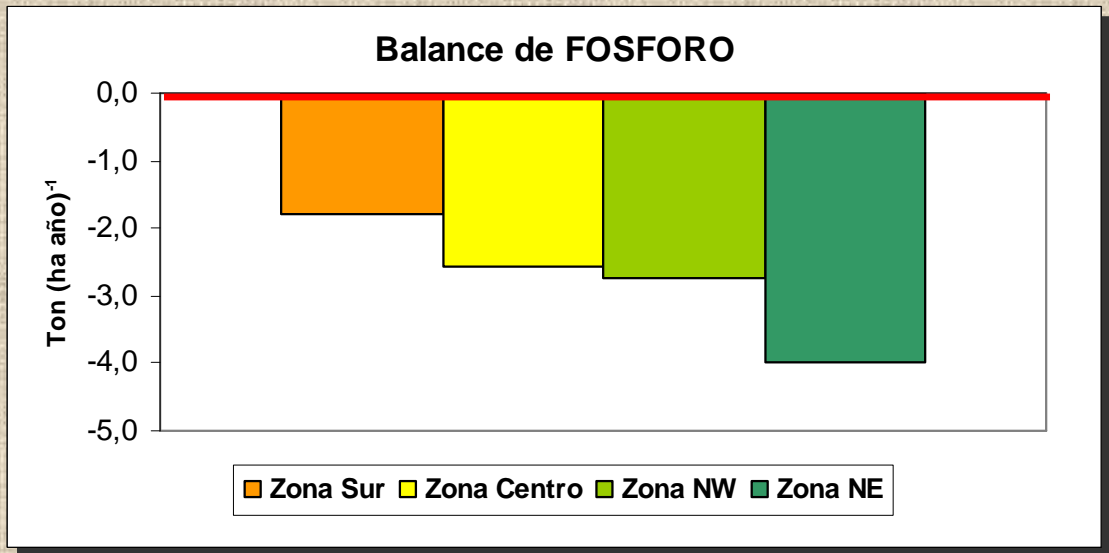 Balance de FOSFORO
Ton (ha año)⁻¹
0,0
-1,0
-2,0
-3,0
-4,0
-5,0
Zona Sur Zona Centro Zona NW Zona NE